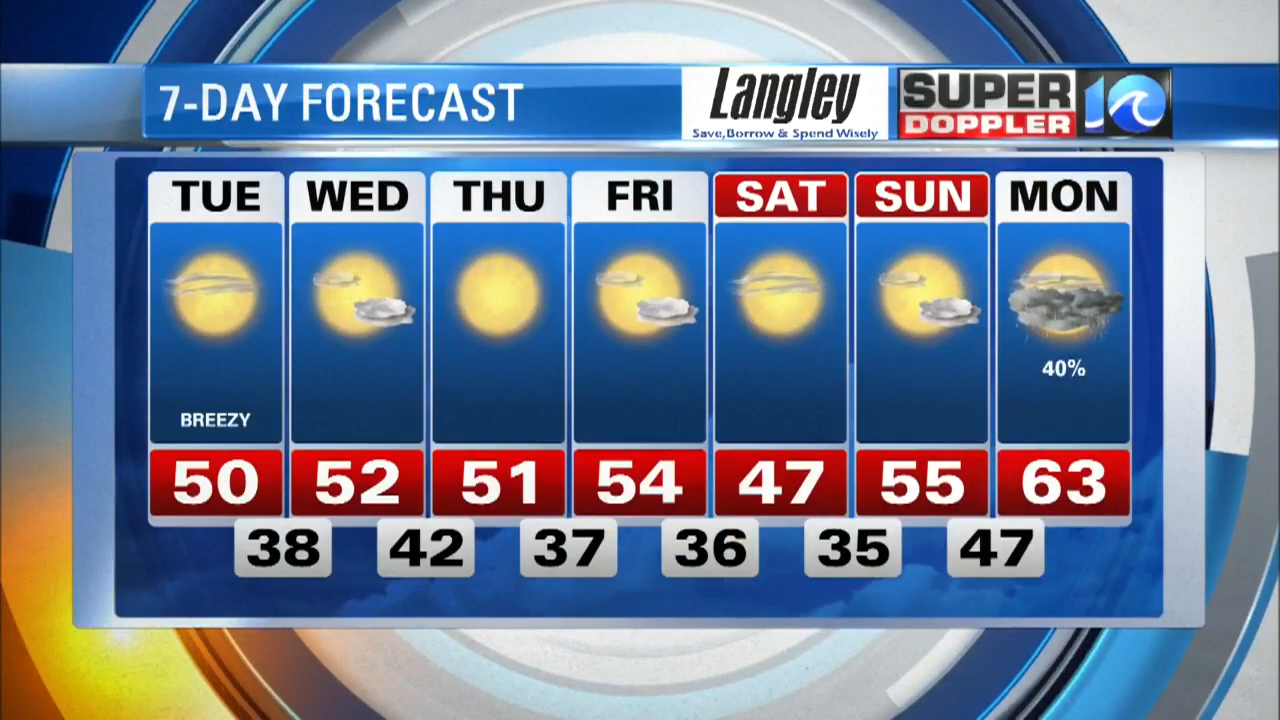 7-DAY FORECAST
Langley
Save, Borrow & Spend Wisely
SUPER
DOPPLER
10
TUE WED THU FRI SAT SUN MON
40%
BREEZY
50 52 51 54 47 55 63
38 42 37 36 35 47